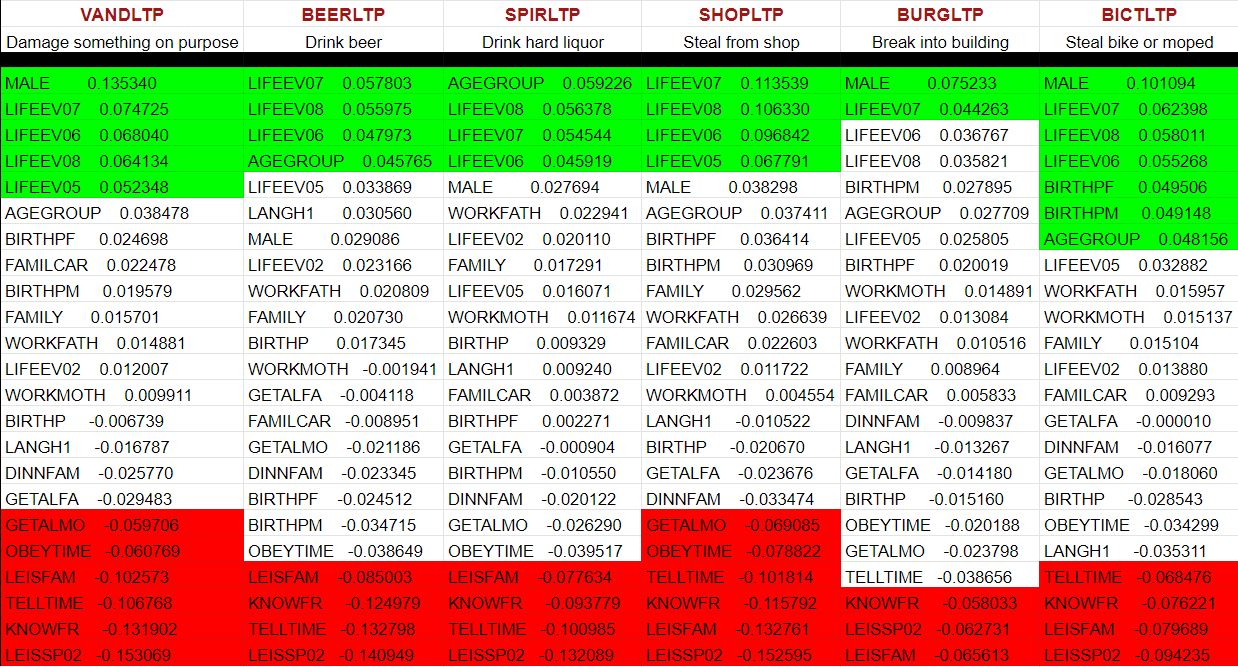 VANDLTP BEERLTP SPIRLTP SHOPLTP BURGLTP BICTLTP
Damage something on purpose Drink beer Drink hard liquor Steal from shop Break into building Steal bike or moped
MALE 0.135340 LIFEEV07 0.057803 AGEGROUP 0.059226 LIFEEV07 0.113539 MALE 0.075233 MALE 0.101094
LIFEEV07 0.074725 LIFEEV08 0.055975 LIFEEV08 0.056378 LIFEEV08 0.106330 LIFEEV07 0.044263 LIFEEV07 0.062398
LIFEEV06 0.068040 LIFEEV06 0.047973 LIFEEV07 0.054544 LIFEEV06 0.096842 LIFEEV06 0.036767 LIFEEV08 0.058011
LIFEEV08 0.064134 AGEGROUP 0.045765 LIFEEV06 0.045919 LIFEEV05 0.067791 LIFEEV08 0.035821 LIFEEV06 0.055268
LIFEEV05 0.052348 LIFEEV05 0.033869 MALE 0.027694 MALE 0.038298 BIRTHPM 0.027895 BIRTHPF 0.049506
AGEGROUP 0.038478 LANGH1 0.030560 WORKFATH 0.022941 AGEGROUP 0.037411 AGEGROUP 0.027709 BIRTHPM 0.049148
BIRTHPF 0.024698 MALE 0.029086 LIFEEV02 0.020110 BIRTHPF 0.036414 LIFEEV05 0.025805 AGEGROUP 0.048156
FAMILCAR 0.022478 LIFEEV02 0.023166 FAMILY 0.017291 BIRTHPM 0.030969 BIRTHPF 0.020019 LIFEEV05 0.032882
BIRTHPM 0.019579 WORKFATH 0.020809 LIFEEV05 0.016071 FAMILY 0.029562 WORKMOTH 0.014891 WORKFATH 0.015957
FAMILY 0.015701 FAMILY 0.020730 WORKMOTH 0.011674 WORKFATH 0.026639 LIFEEV02 0.013084 WORKMOTH 0.015137
WORKFATH 0.014881 BIRTHP 0.017345 BIRTHP 0.009329 FAMILCAR 0.022603 WORKFATH 0.010516 FAMILY 0.015104
LIFEEV02 0.012007 WORKMOTH -0.001941 LANGH1 0.009240 LIFEEV02 0.011722 FAMILY 0.008964 LIFEEV02 0.013880
WORKMOTH 0.009911 GETALFA -0.004118 FAMILCAR 0.003872 WORKMOTH 0.004554 FAMILCAR 0.005833 FAMILCAR 0.009293
BIRTHP -0.006739 FAMILCAR -0.008951 BIRTHPF 0.002271 LANGH1 -0.010522 DINNFAM -0.009837 GETALFA -0.000010
LANGH1 -0.016787 GETALMO -0.021186 GETALFA -0.000904 BIRTHP -0.020670 LANGH1 -0.013267 DINNFAM -0.016077
DINNFAM -0.025770 DINNFAM -0.023345 BIRTHPM -0.010550 GETALFA -0.023676 GETALFA -0.014180 GETALMO -0.018060
GETALFA -0.029483 BIRTHPF -0.024512 DINNFAM -0.020122 DINNFAM -0.033474 BIRTHP -0.015160 BIRTHP -0.028543
GETALMO -0.059706 BIRTHPM -0.034715 GETALMO -0.026290 GETALMO -0.069085 OBEYTIME -0.020188 OBEYTIME -0.034299
OBEYTIME -0.060769 OBEYTIME -0.038649 OBEYTIME -0.039517 OBEYTIME -0.078822 GETALMO -0.023798 LANGH1 -0.035311
LEISFAM -0.102573 LEISFAM -0.085003 LEISFAM -0.077634 TELLTIME -0.101814 TELLTIME -0.038656 TELLTIME -0.068476
TELLTIME -0.106768 KNOWFR -0.124979 KNOWFR -0.093779 KNOWFR -0.115792 KNOWFR -0.058033 KNOWFR -0.076221
KNOWFR -0.131902 TELLTIME -0.132798 TELLTIME -0.100985 LEISFAM -0.132761 LEISSP02 -0.062731 LEISFAM -0.079689
LEISSP02 -0.153069 LEISSP02 -0.140949 LEISSP02 -0.132089 LEISSP02 -0.152595 LEISFAM -0.065613 LEISSP02 -0.094235